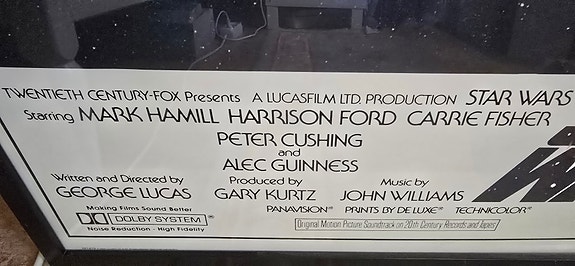 TWENTIETH CENTURY-FOX Presents A LUCASFILM LTD. PRODUCTION STAR WARS
Starring MARK HAMILL HARRISON FORD CARRIE FISHER
PETER CUSHING
and
ALEC GUINNESS
Written and Directed by Produced by Music by
GEORGE LUCAS GARY KURTZ JOHN WILLIAMS
PANAVISION® PRINTS BY DE LUXE® TECHNICOLOR®
Making Films Sound Better
DOLBY SYSTEM®
Noise Reduction · High Fidelity
Original Motion Picture Soundtrack on 20th Century Records and Tapes